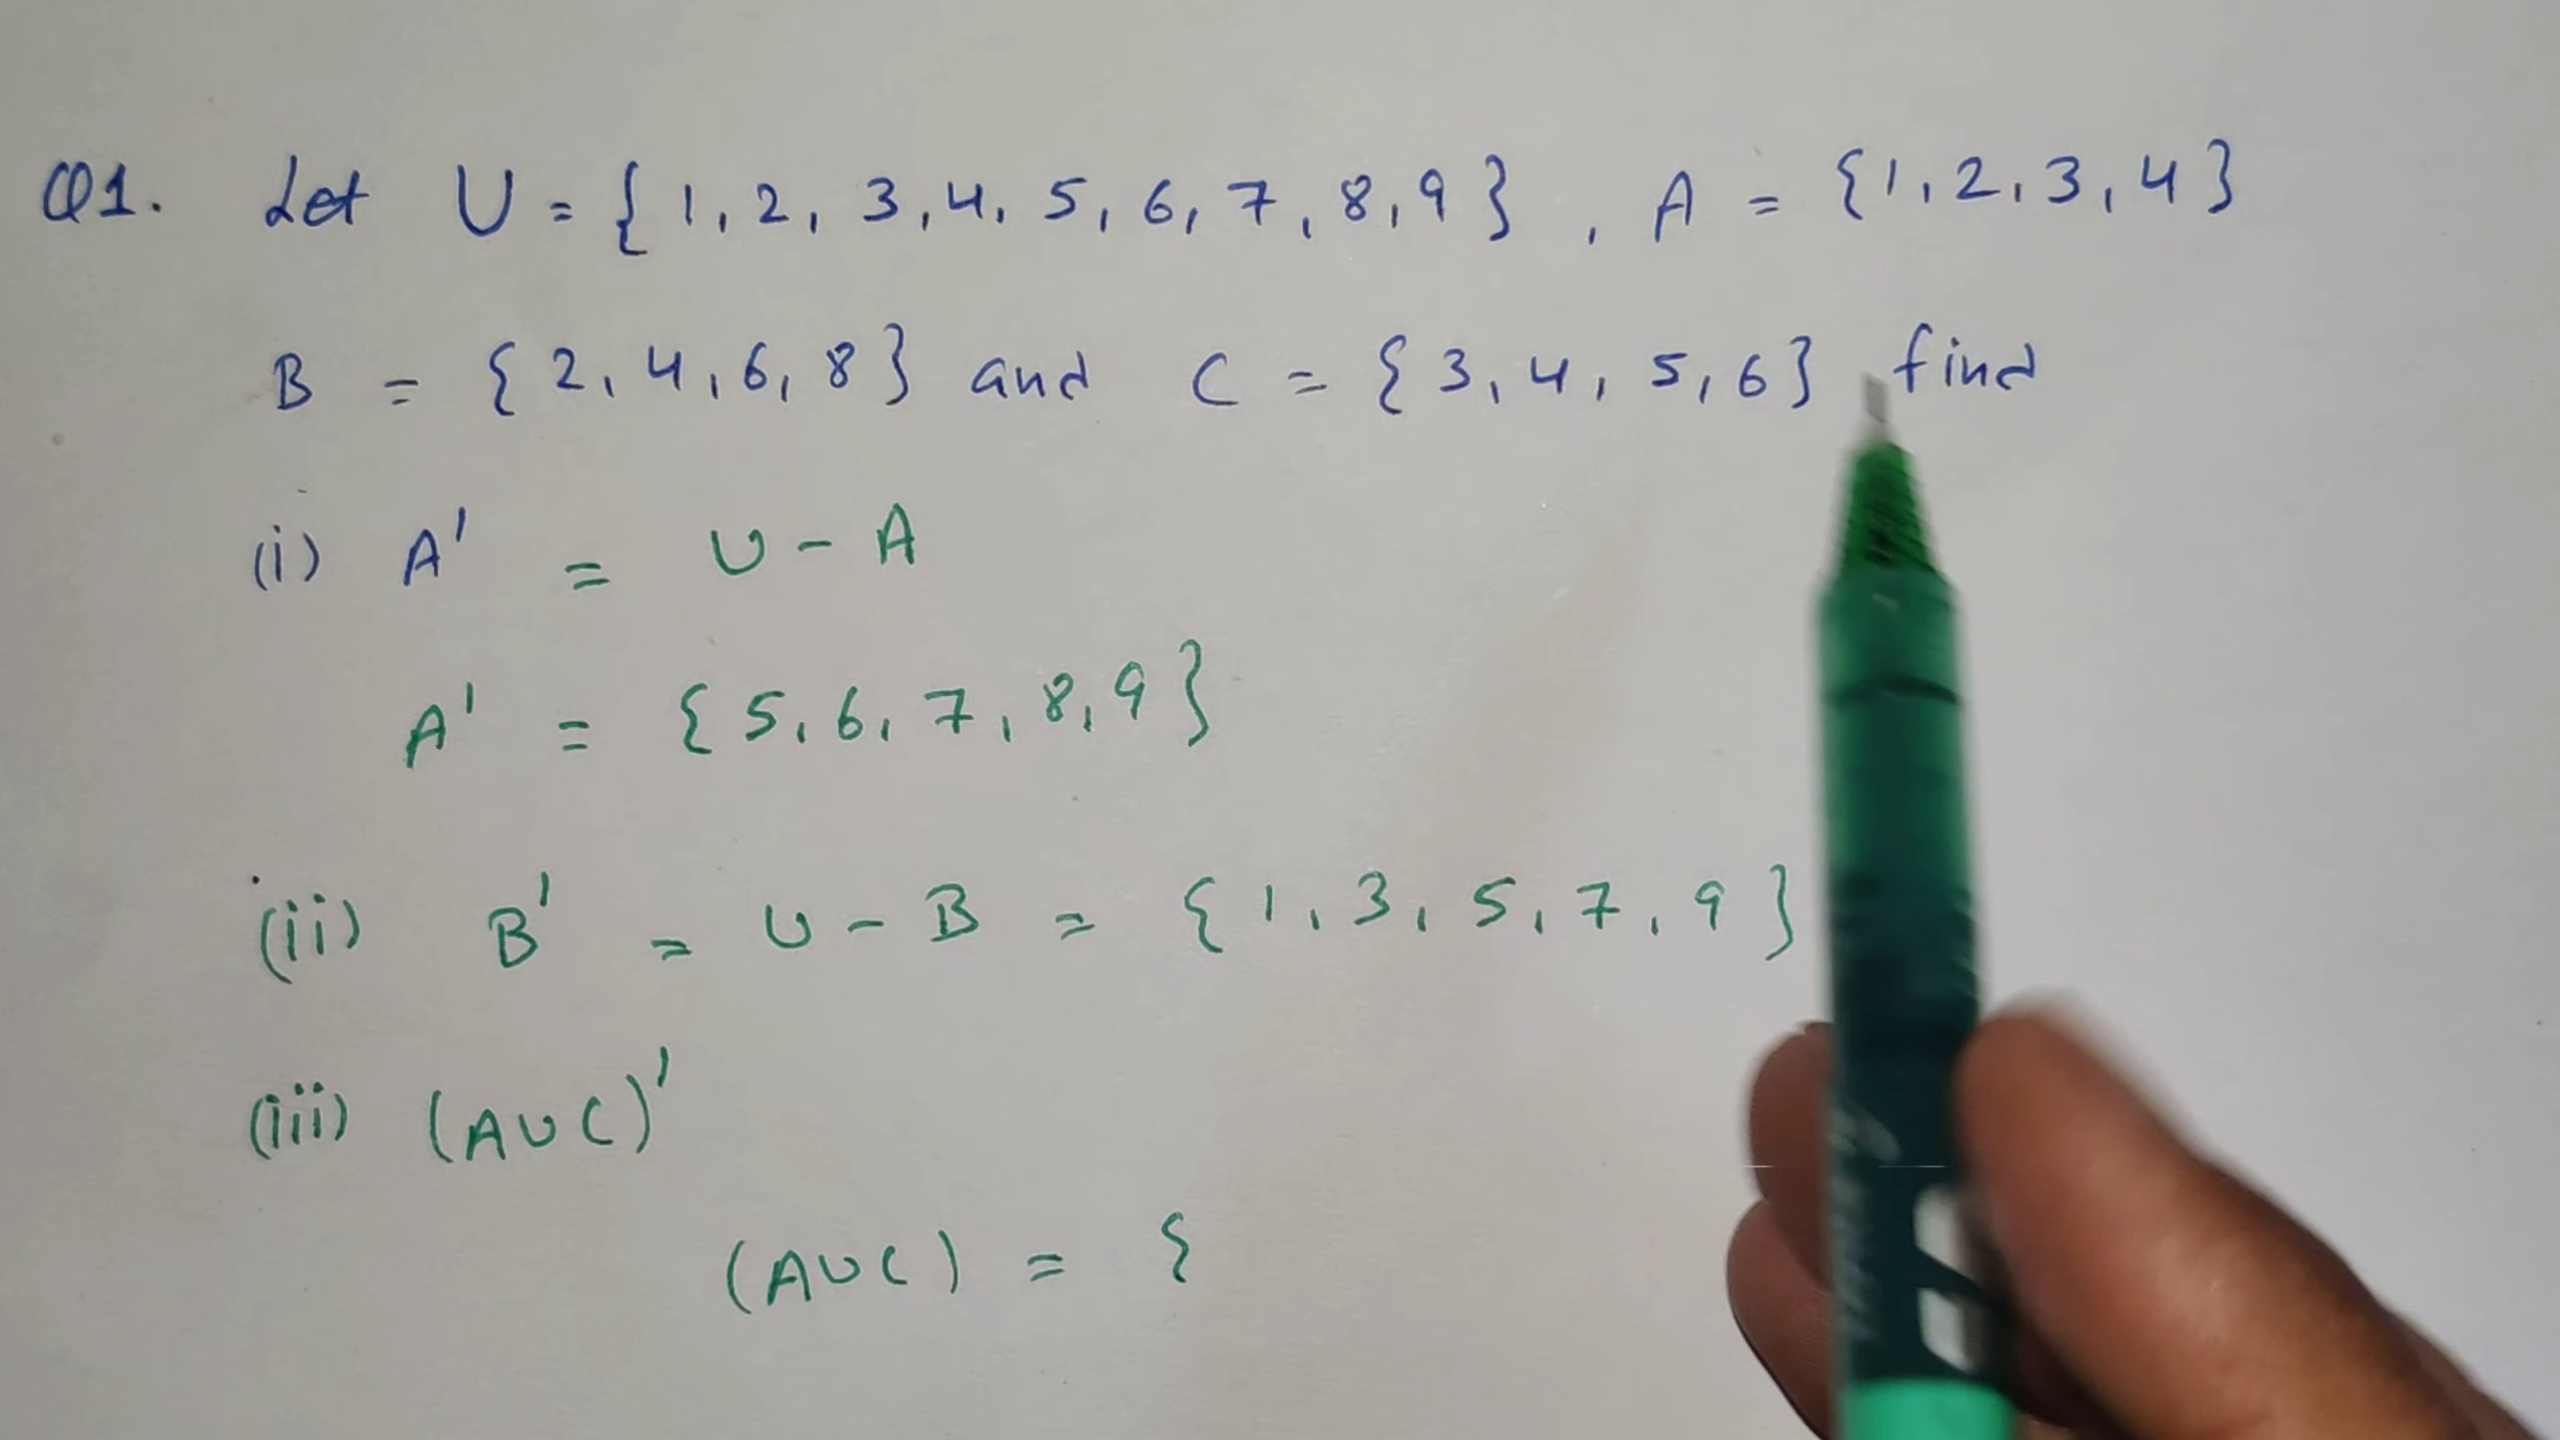 Q1. Let U = { 1, 2, 3, 4, 5, 6, 7, 8, 9 } , A = {1, 2, 3, 4}
B = { 2, 4, 6, 8 } and C = { 3, 4, 5, 6 } find
(i) A' = U - A
A' = { 5, 6, 7, 8, 9 }
(ii) B' = U - B = { 1, 3, 5, 7, 9 }
(iii) (A∪C)'
(A∪C) = {